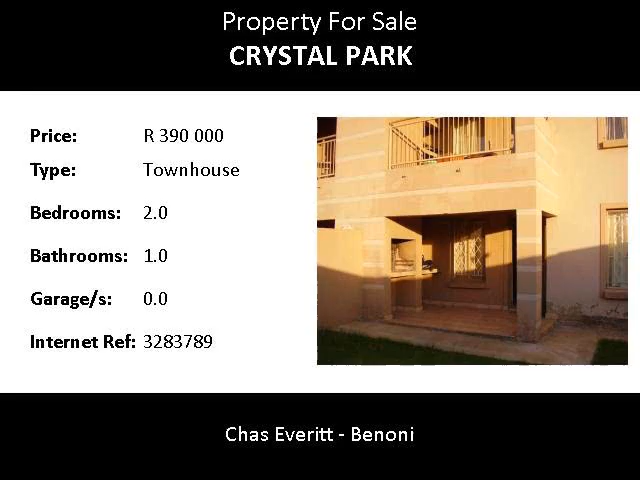 Property For Sale
CRYSTAL PARK
Price: R 390 000
Type: Townhouse
Bedrooms: 2.0
Bathrooms: 1.0
Garage/s: 0.0
Internet Ref: 3283789
Chas Everitt - Benoni